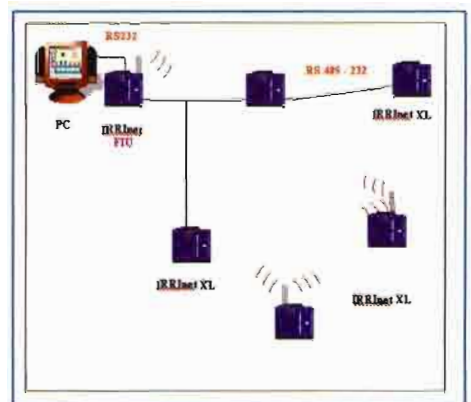 RS232
RS 485 - 232
PC
IRRInet
FIU
IRRInet XL
IRRInet XL
IRRInet XL